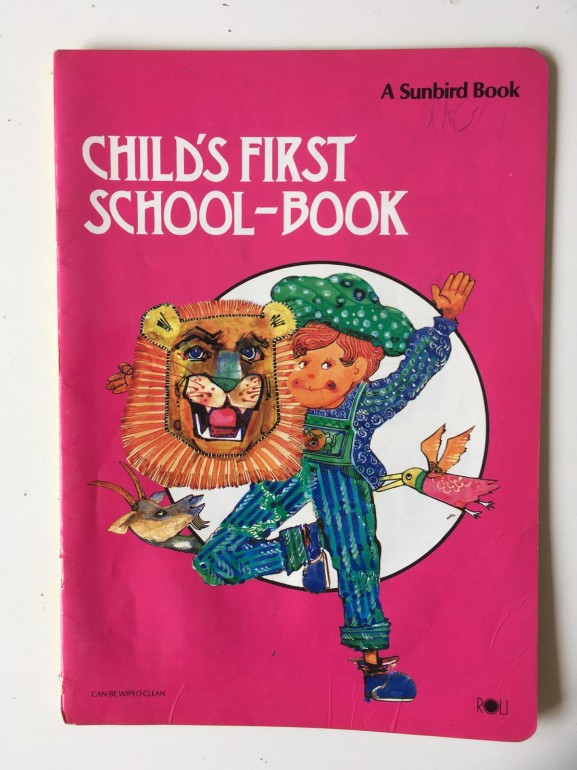 A Sunbird Book
CHILD'S FIRST
SCHOOL-BOOK
CAN BE WIPED CLEAN
ROLI